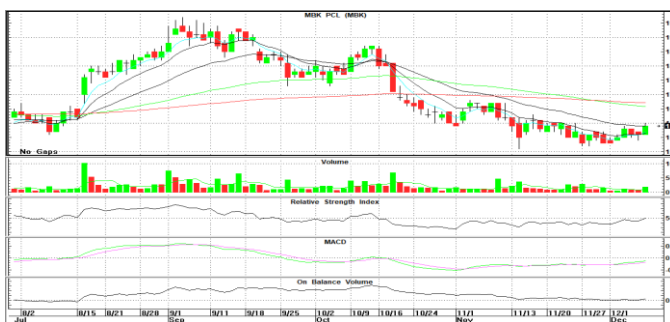 MBK PCL (MBK)
No Gaps
Volume
Relative Strength Index
MACD
On Balance Volume
8/2 8/15 8/21 8/28 9/1 9/11 9/18 9/25 10/2 10/9 10/16 10/24 11/1 11/13 11/20 11/27 12/1
Jul Sep Oct Nov Dec